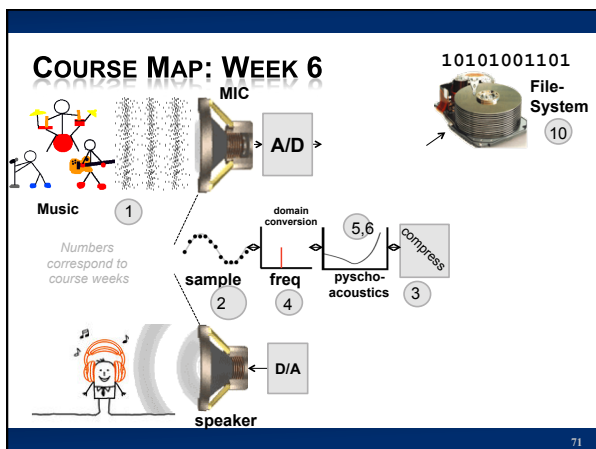 COURSE MAP: WEEK 6
10101001101
MIC
File-
System
10
A/D
Music
1
Numbers
correspond to
course weeks
domain
conversion
5,6
compress
sample
freq
pyscho-
acoustics
2
4
3
D/A
speaker
71